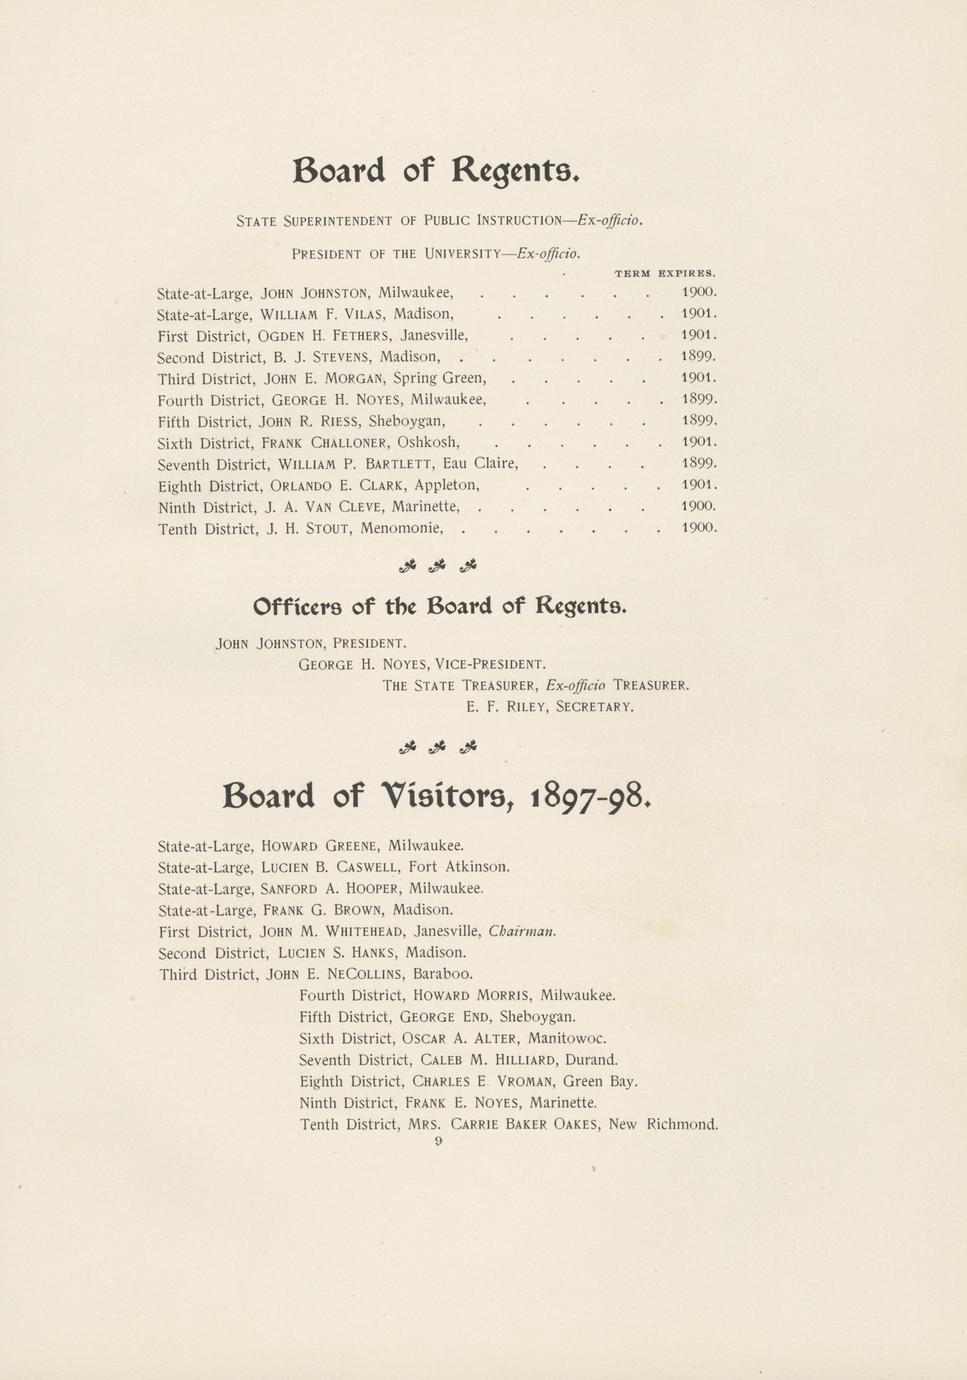 Board of Regents.
STATE SUPERINTENDENT OF PUBLIC INSTRUCTION—Ex-officio.
PRESIDENT OF THE UNIVERSITY—Ex-officio.
TERM EXPIRES.
State-at-Large, JOHN JOHNSTON, Milwaukee, . . . . . . 1900.
State-at-Large, WILLIAM F. VILAS, Madison, . . . . . . 1901.
First District, OGDEN H. FETHERS, Janesville, . . . . . 1901.
Second District, B. J. STEVENS, Madison, . . . . . . . 1899.
Third District, JOHN E. MORGAN, Spring Green, . . . . . 1901.
Fourth District, GEORGE H. NOYES, Milwaukee, . . . . . 1899.
Fifth District, JOHN R. RIESS, Sheboygan, . . . . . . 1899.
Sixth District, FRANK CHALLONER, Oshkosh, . . . . . . 1901.
Seventh District, WILLIAM P. BARTLETT, Eau Claire, . . . . 1899.
Eighth District, ORLANDO E. CLARK, Appleton, . . . . . 1901.
Ninth District, J. A. VAN CLEVE, Marinette, . . . . . . 1900.
Tenth District, J. H. STOUT, Menomonie, . . . . . . . 1900.
Officers of the Board of Regents.
JOHN JOHNSTON, PRESIDENT.
GEORGE H. NOYES, VICE-PRESIDENT.
THE STATE TREASURER, Ex-officio TREASURER.
E. F. RILEY, SECRETARY.
Board of Visitors, 1897-98.
State-at-Large, HOWARD GREENE, Milwaukee.
State-at-Large, LUCIEN B. CASWELL, Fort Atkinson.
State-at-Large, SANFORD A. HOOPER, Milwaukee.
State-at-Large, FRANK G. BROWN, Madison.
First District, JOHN M. WHITEHEAD, Janesville, Chairman.
Second District, LUCIEN S. HANKS, Madison.
Third District, JOHN E. NECOLLINS, Baraboo.
Fourth District, HOWARD MORRIS, Milwaukee.
Fifth District, GEORGE END, Sheboygan.
Sixth District, OSCAR A. ALTER, Manitowoc.
Seventh District, CALEB M. HILLIARD, Durand.
Eighth District, CHARLES E. VROMAN, Green Bay.
Ninth District, FRANK E. NOYES, Marinette.
Tenth District, MRS. CARRIE BAKER OAKES, New Richmond.
9